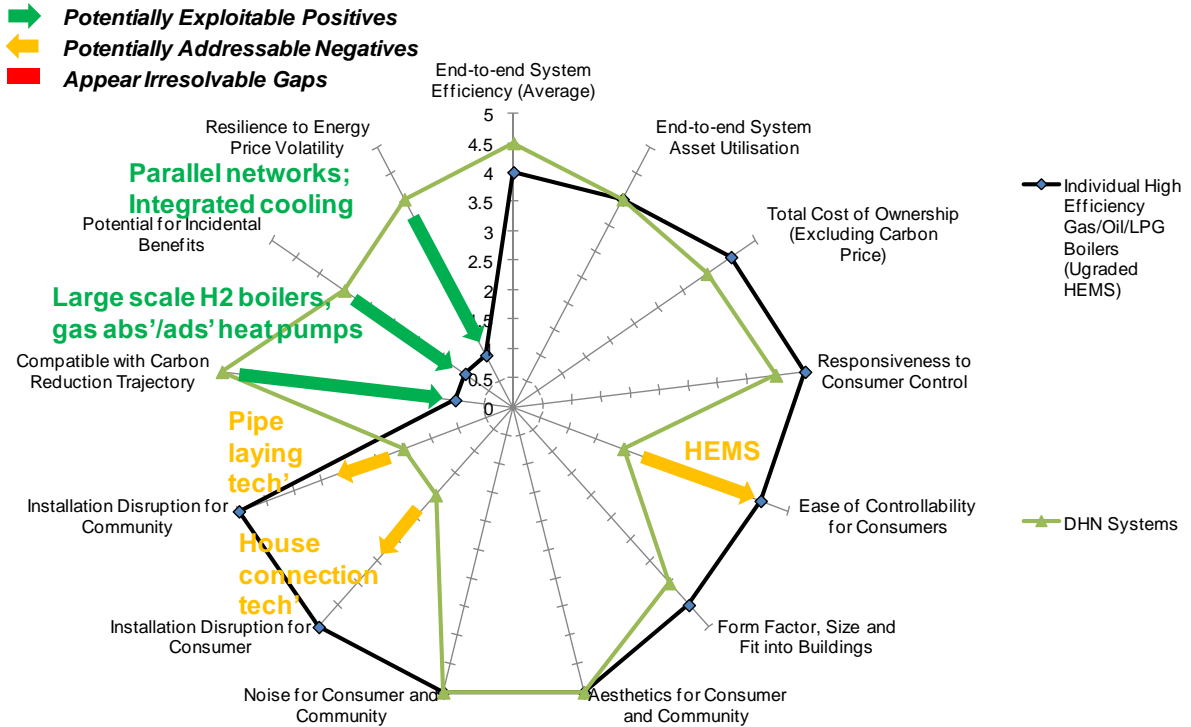 Potentially Exploitable Positives
Potentially Addressable Negatives
Appear Irresolvable Gaps
End-to-end System
Efficiency (Average)
End-to-end System
Asset Utilisation
Total Cost of Ownership
(Excluding Carbon
Price)
Responsiveness to
Consumer Control
Ease of Controllability
for Consumers
Form Factor, Size and
Fit into Buildings
Aesthetics for Consumer
and Community
Noise for Consumer and
Community
Installation Disruption for
Consumer
Installation Disruption for
Community
Compatible with Carbon
Reduction Trajectory
Potential for Incidental
Benefits
Resilience to Energy
Price Volatility
5
4.5
4
3.5
3
2.5
2
1.5
0.5
0
Parallel networks;
Integrated cooling
Large scale H2 boilers,
gas abs'/ads' heat pumps
Pipe
laying
tech'
House
connection
tech'
HEMS
Individual High
Efficiency
Gas/Oil/LPG
Boilers
(Ugraded
HEMS)
DHN Systems